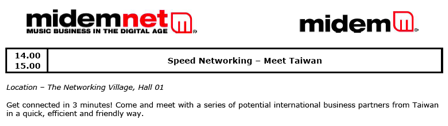 midemnet
MUSIC BUSINESS IN THE DIGITAL AGE
midem
14.00
15.00
Speed Networking – Meet Taiwan
Location – The Networking Village, Hall 01
Get connected in 3 minutes! Come and meet with a series of potential international business partners from Taiwan
in a quick, efficient and friendly way.